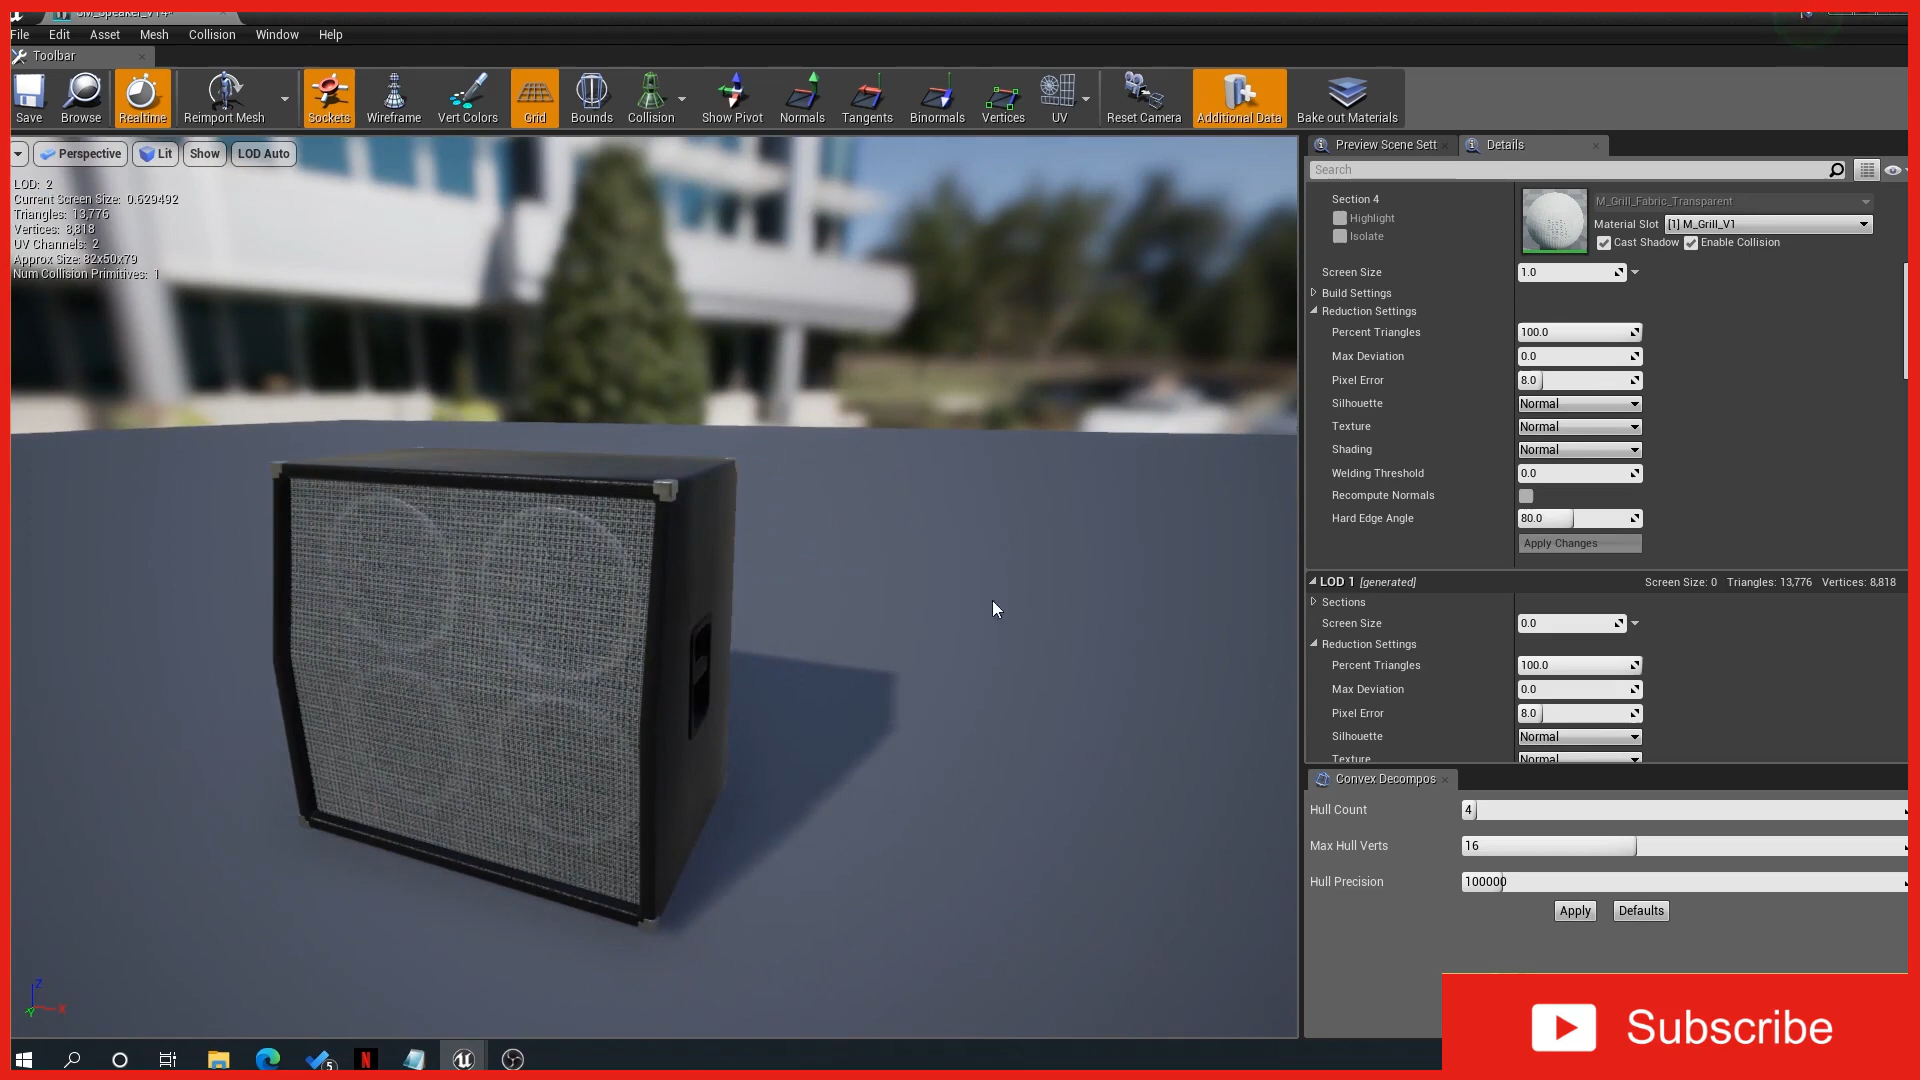 File Edit Asset Mesh Collision Window Help
Toolbar
Save Browse Realtime Reimport Mesh Sockets Wireframe Vert Colors Grid Bounds Collision Show Pivot Normals Tangents Binormals Vertices UV Reset Camera Additional Data Bake out Materials
Perspective Lit Show LOD Auto
LOD: 2
Current Screen Size: 0.629492
Triangles: 13,776
Vertices: 8,818
UV Channels: 2
Approx Size: 82x50x79
Num Collision Primitives: 1
Z
X
Y
Preview Scene Sett Details
Search
Section 4
Highlight
Isolate
M_Grill_Fabric_Transparent
Material Slot [1] M_Grill_V1
Cast Shadow Enable Collision
Screen Size 1.0
Build Settings
Reduction Settings
Percent Triangles 100.0
Max Deviation 0.0
Pixel Error 8.0
Silhouette Normal
Texture Normal
Shading Normal
Welding Threshold 0.0
Recompute Normals
Hard Edge Angle 80.0
Apply Changes
LOD 1 [generated] Screen Size: 0 Triangles: 13,776 Vertices: 8,818
Sections
Screen Size 0.0
Reduction Settings
Percent Triangles 100.0
Max Deviation 0.0
Pixel Error 8.0
Silhouette Normal
Texture Normal
Convex Decompos
Hull Count 4
Max Hull Verts 16
Hull Precision 100000
Apply Defaults
Subscribe
5
N